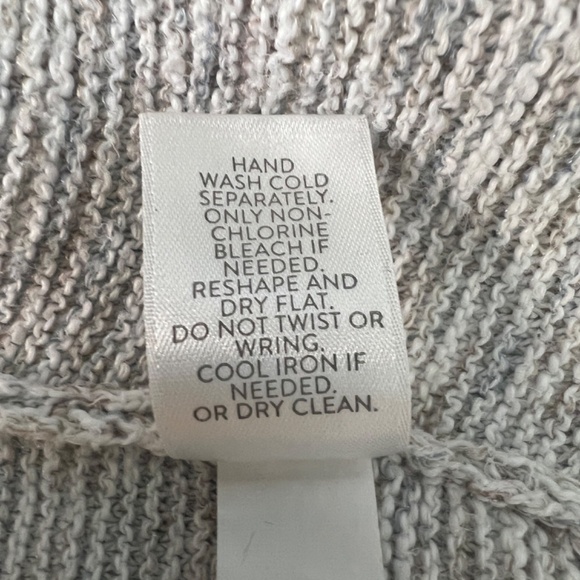 HAND
WASH COLD
SEPARATELY.
ONLY NON-
CHLORINE
BLEACH IF
NEEDED.
RESHAPE AND
DRY FLAT.
DO NOT TWIST OR
WRING.
COOL IRON IF
NEEDED.
OR DRY CLEAN.